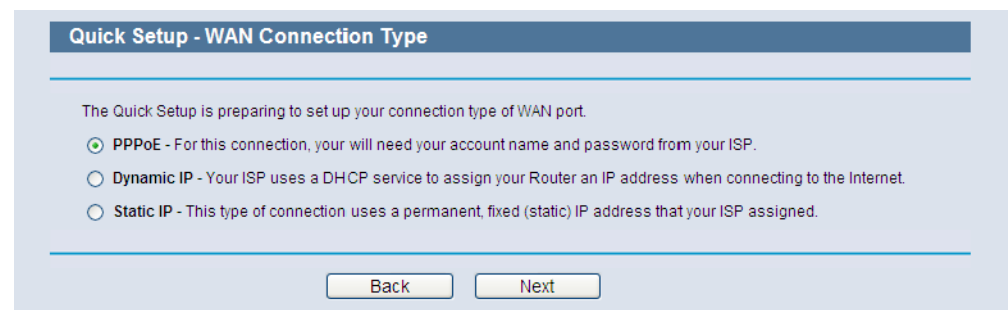 Quick Setup - WAN Connection Type
The Quick Setup is preparing to set up your connection type of WAN port.
PPPoE - For this connection, your will need your account name and password from your ISP.
Dynamic IP - Your ISP uses a DHCP service to assign your Router an IP address when connecting to the Internet.
Static IP - This type of connection uses a permanent, fixed (static) IP address that your ISP assigned.
Back Next